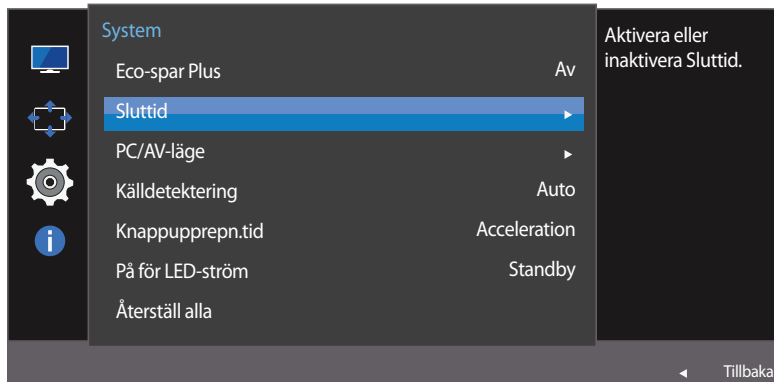 System
Eco-spar Plus Av
Sluttid
PC/AV-läge
Källdetektering Auto
Knappupprepn.tid Acceleration
På för LED-ström Standby
Återställ alla
Aktivera eller
inaktivera Sluttid.
Tillbaka